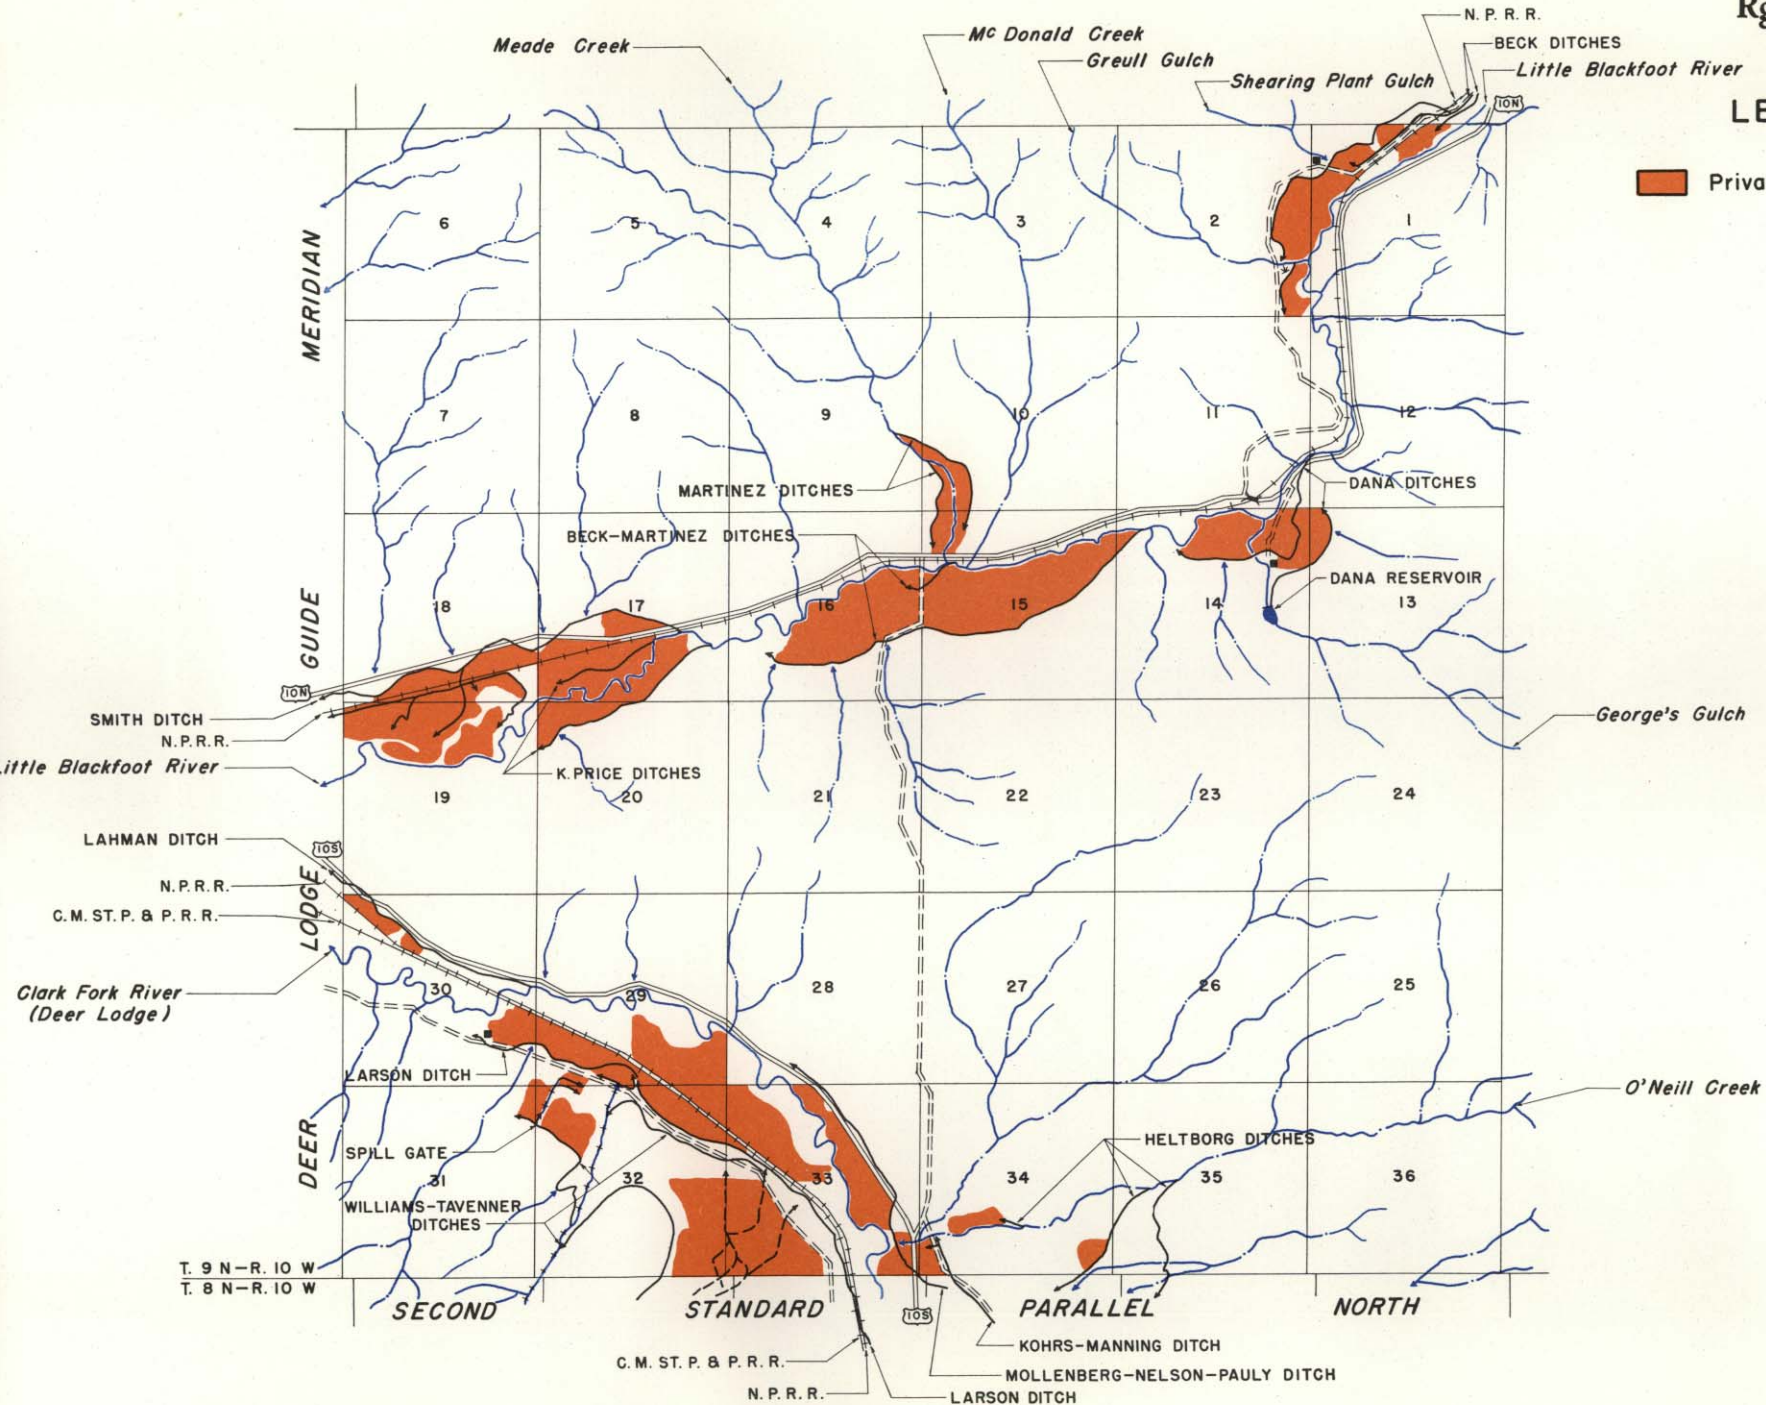 N. P. R. R.
Rg
Mc Donald Creek
Meade Creek
BECK DITCHES
Greull Gulch
Little Blackfoot River
Shearing Plant Gulch
10N
LE
Priva
6
5
4
3
2
1
MERIDIAN
7
8
9
10
11
12
MARTINEZ DITCHES
DANA DITCHES
BECK-MARTINEZ DITCHES
DANA RESERVOIR
18
17
16
15
14
13
GUIDE
10N
SMITH DITCH
George's Gulch
N.P.R.R.
Little Blackfoot River
K.PRICE DITCHES
19
20
21
22
23
24
LAHMAN DITCH
10S
N.P.R.R.
LODGE
C.M. ST. P. & P. R. R.
Clark Fork River
(Deer Lodge)
30
29
28
27
26
25
LARSON DITCH
O'Neill Creek
DEER
HELTBORG DITCHES
SPILL GATE
31
32
33
34
35
36
WILLIAMS-TAVENNER
DITCHES
T. 9 N-R. 10 W
T. 8 N-R. 10 W
SECOND STANDARD PARALLEL NORTH
10S
KOHRS-MANNING DITCH
C.M. ST. P. & P. R. R.
MOLLENBERG-NELSON-PAULY DITCH
N.P.R.R.
LARSON DITCH